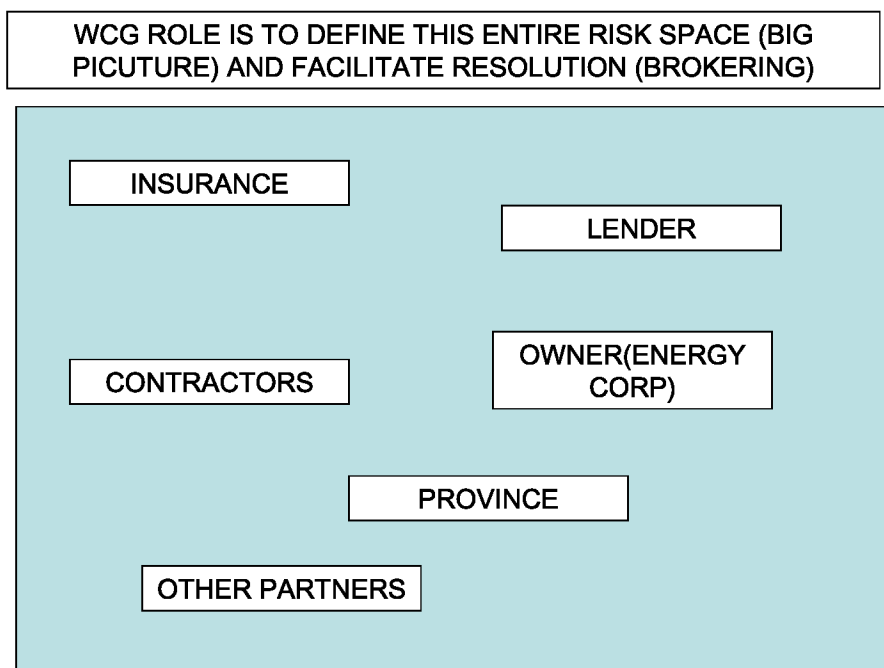 WCG ROLE IS TO DEFINE THIS ENTIRE RISK SPACE (BIG
PICUTURE) AND FACILITATE RESOLUTION (BROKERING)
INSURANCE
LENDER
OWNER(ENERGY
CORP)
CONTRACTORS
PROVINCE
OTHER PARTNERS